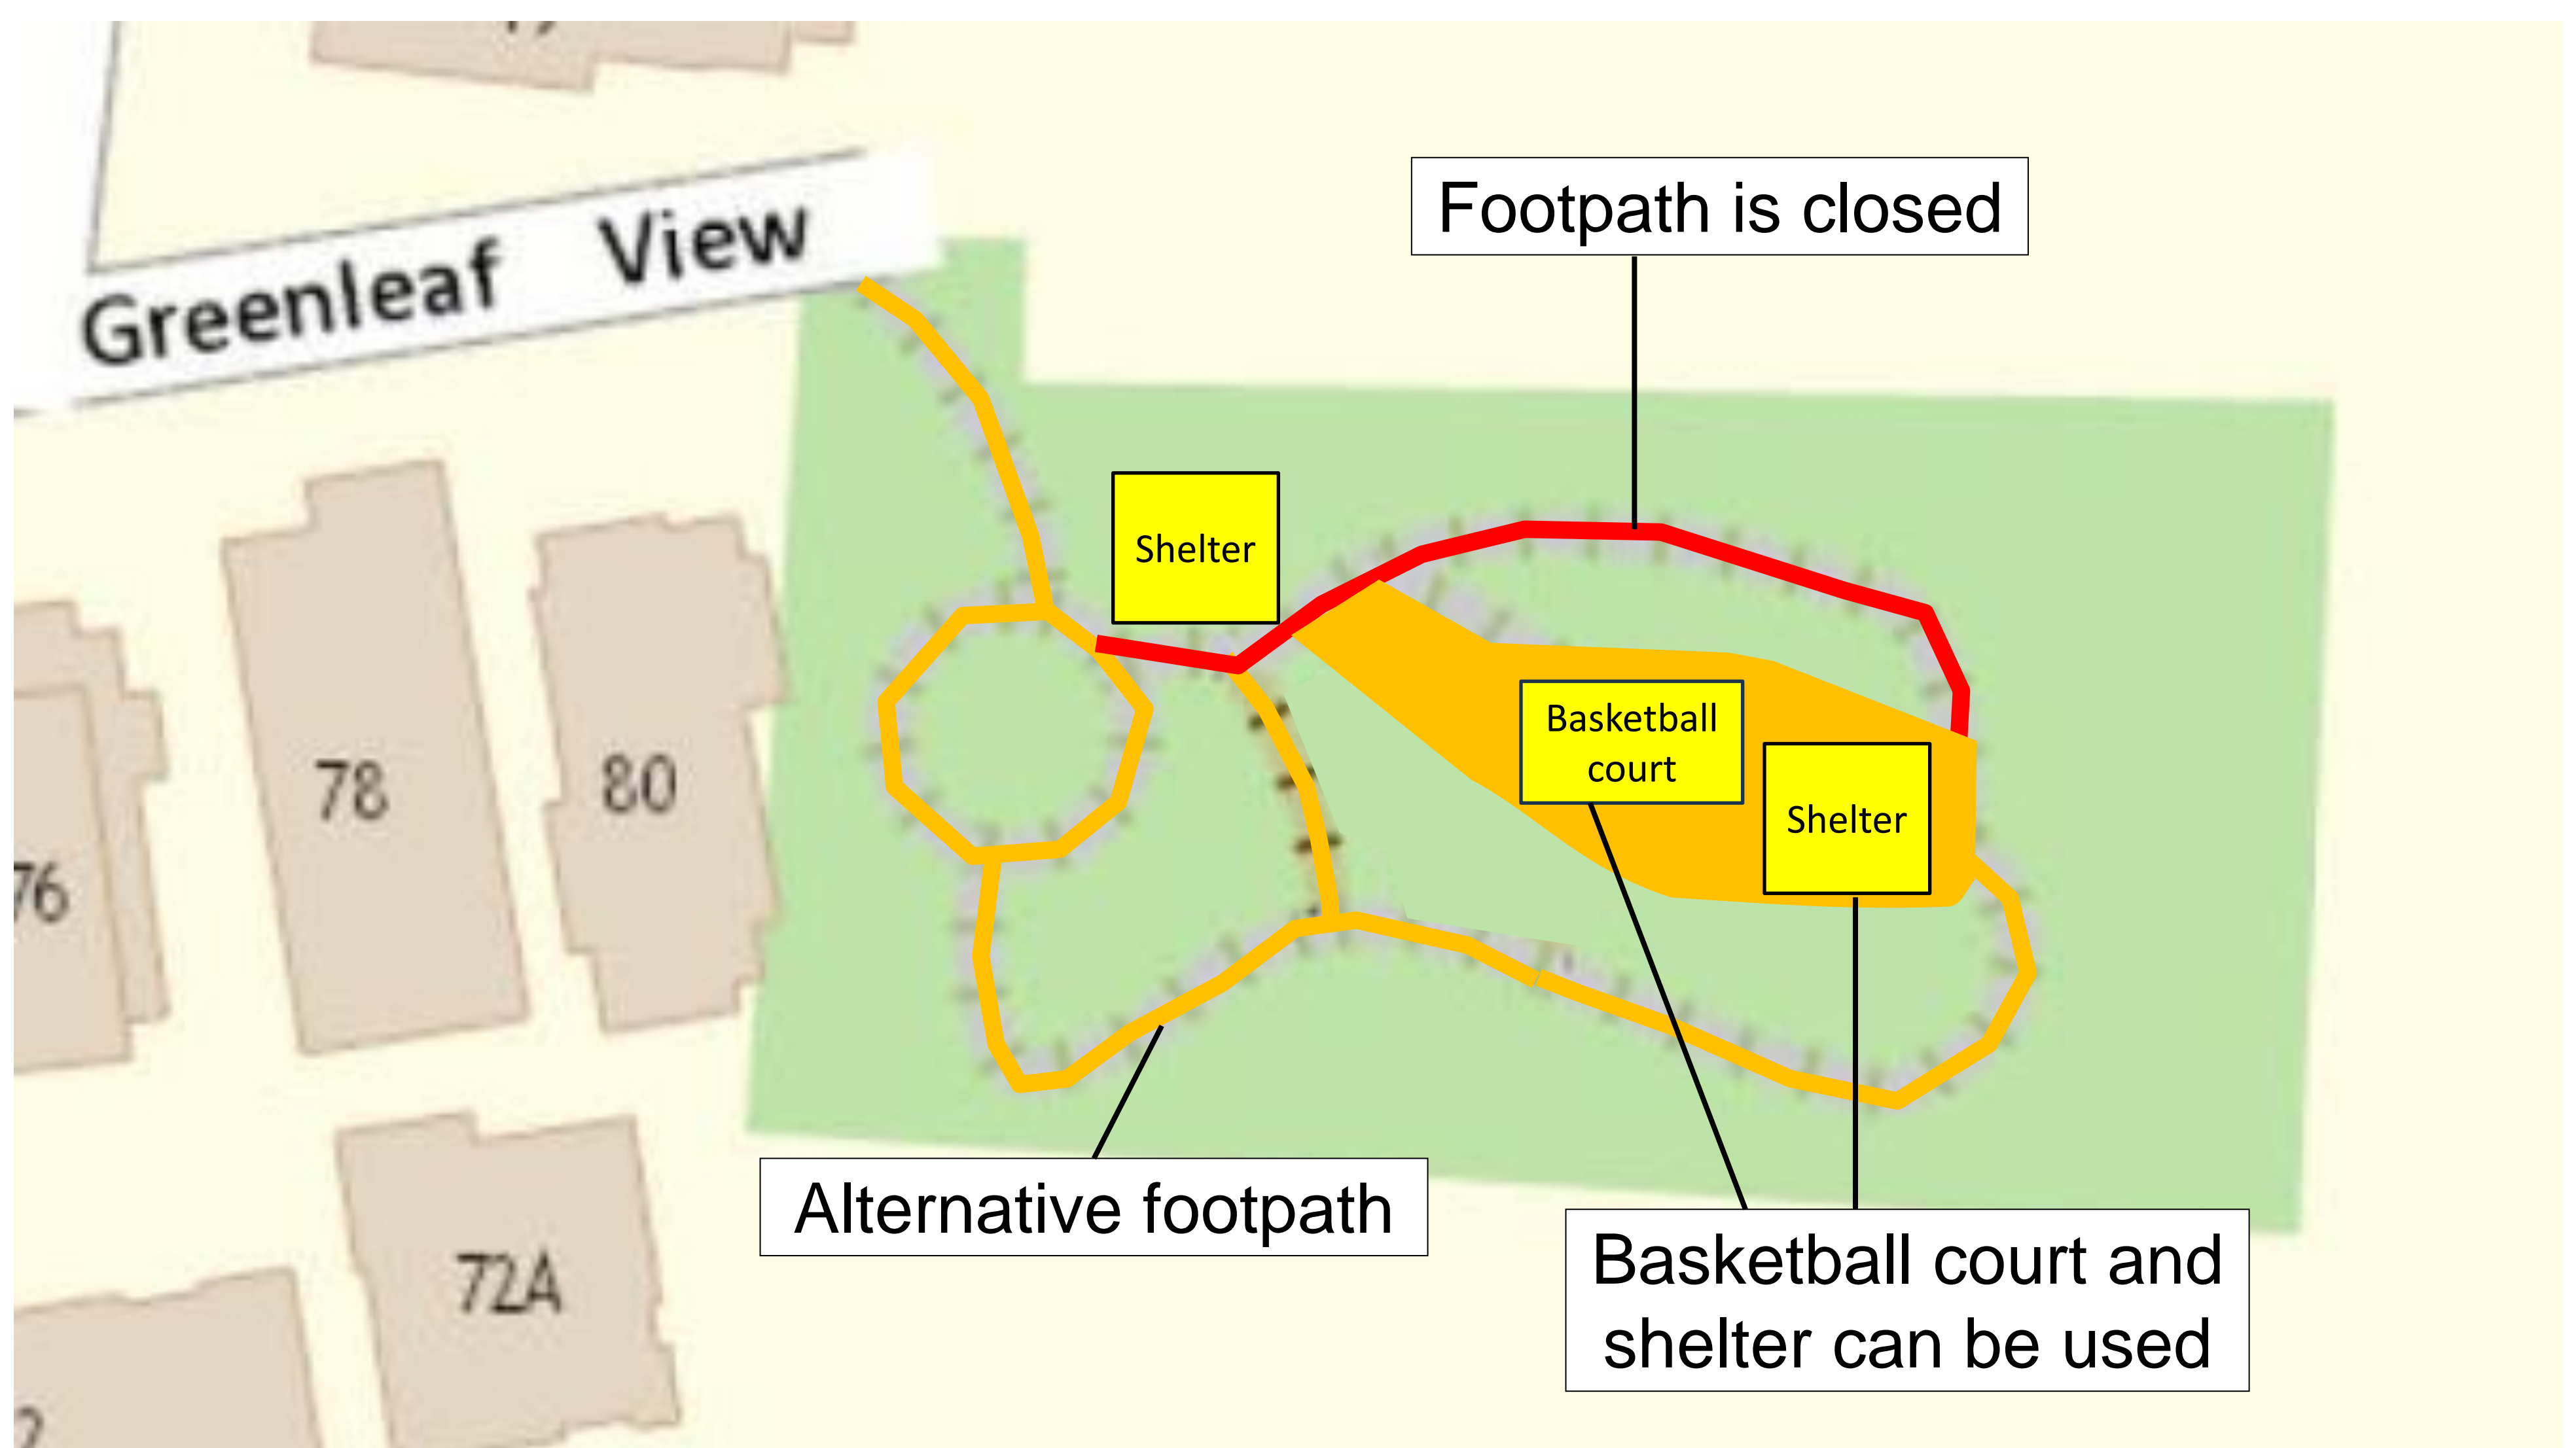 Greenleaf View
Footpath is closed
Shelter
Basketball
court
Shelter
78
80
76
72A
Alternative footpath
Basketball court and
shelter can be used